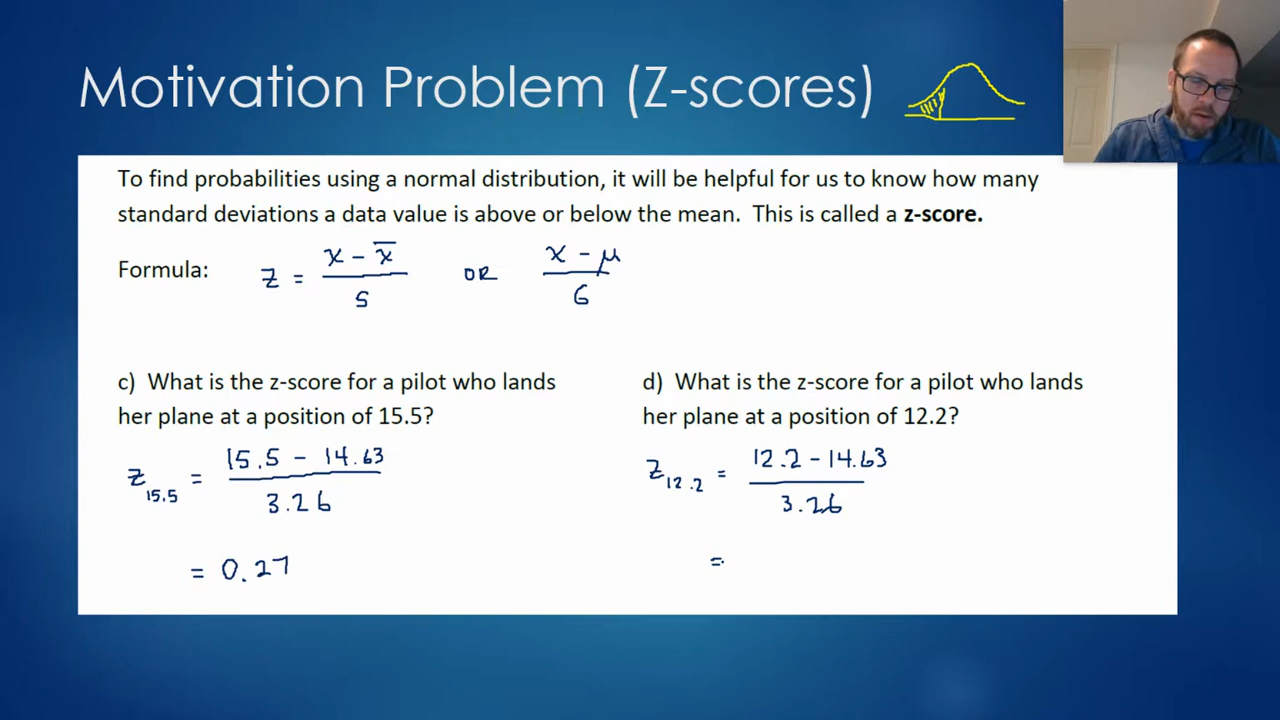 Motivation Problem (Z-scores)
To find probabilities using a normal distribution, it will be helpful for us to know how many
standard deviations a data value is above or below the mean. This is called a z-score.
Formula: z = (x - x̄) / s OR (x - μ) / σ
c) What is the z-score for a pilot who lands
her plane at a position of 15.5?
z_15.5 = (15.5 - 14.63) / 3.26
= 0.27
d) What is the z-score for a pilot who lands
her plane at a position of 12.2?
z_12.2 = (12.2 - 14.63) / 3.26
=